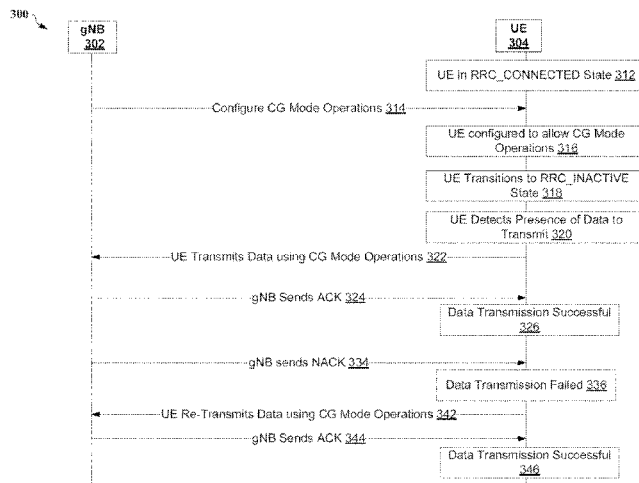 300
gNB
302
UE
304
UE in RRC_CONNECTED State 312
Configure CG Mode Operations 314
UE configured to allow CG Mode
Operations 316
UE Transitions to RRC_INACTIVE
State 318
UE Detects Presence of Data to
Transmit 320
UE Transmits Data using CG Mode Operations 322
gNB Sends ACK 324
Data Transmission Successful
326
gNB sends NACK 334
Data Transmission Failed 336
UE Re-Transmits Data using CG Mode Operations 342
gNB Sends ACK 344
Data Transmission Successful
346